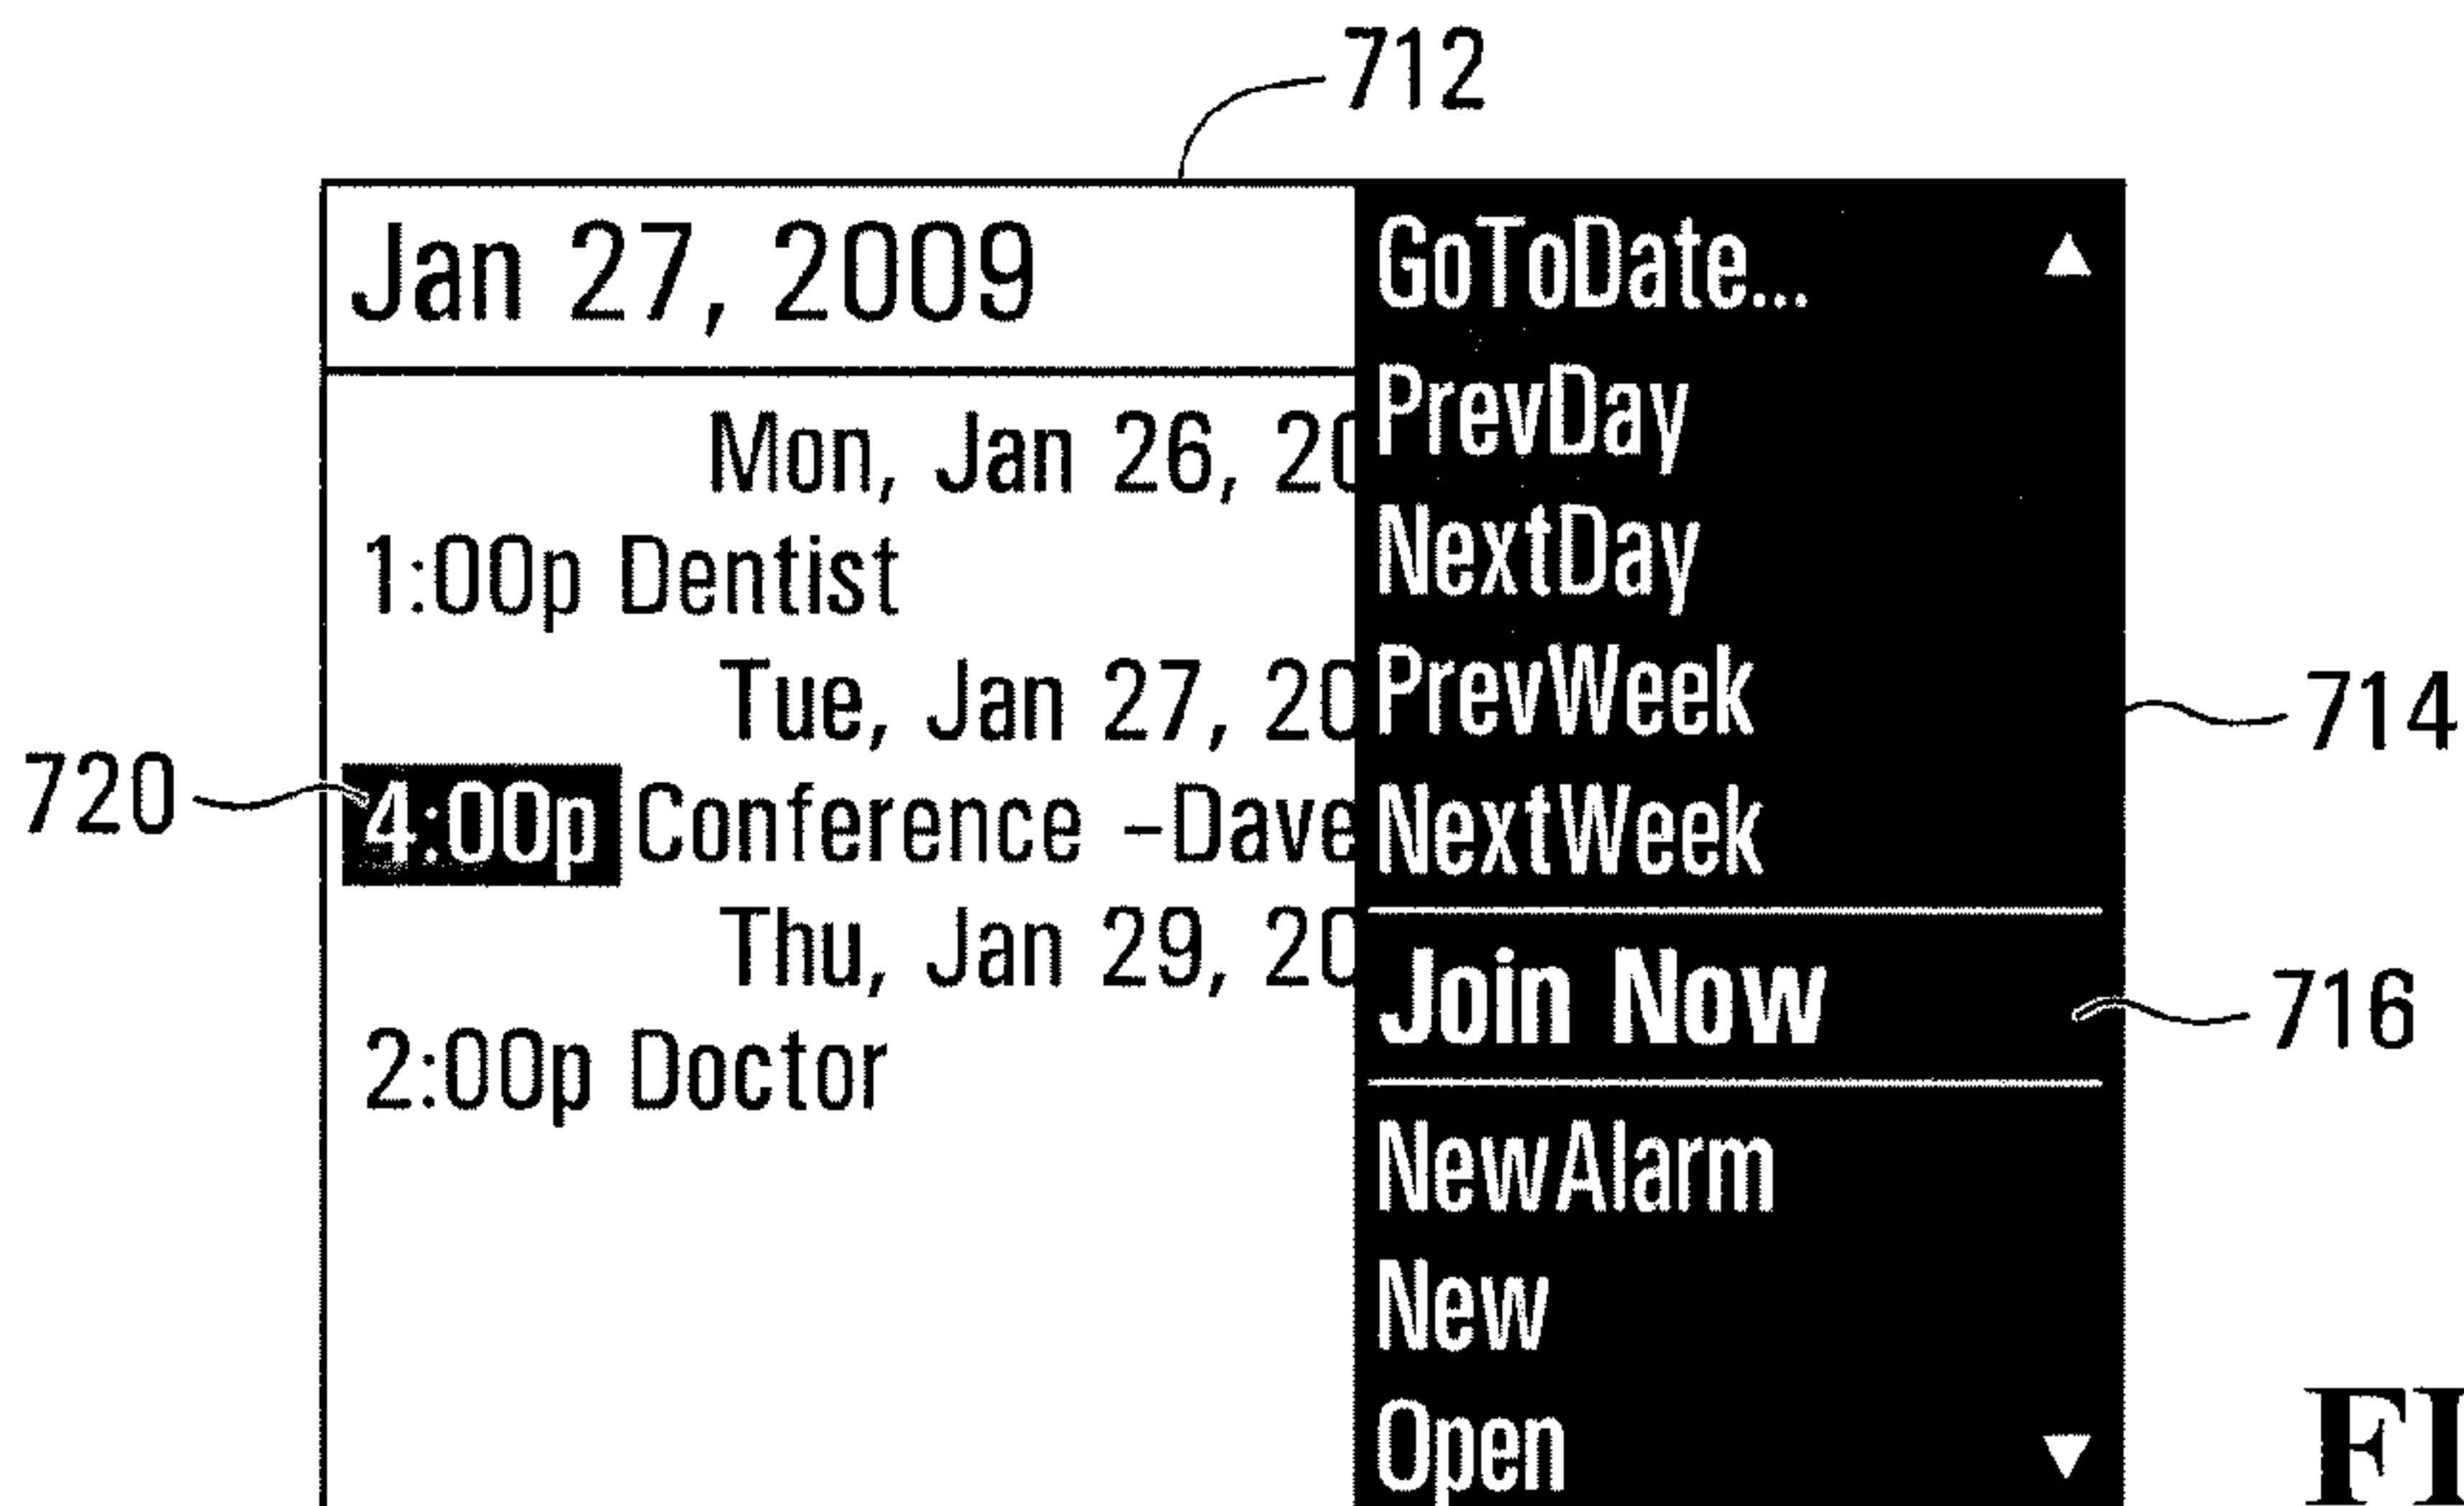 712
Jan 27, 2009
Mon, Jan 26, 20
1:00p Dentist
Tue, Jan 27, 20
720
4:00p Conference -Dave
Thu, Jan 29, 20
2:00p Doctor
GoToDate...
PrevDay
NextDay
PrevWeek
714
NextWeek
Join Now
716
NewAlarm
New
Open